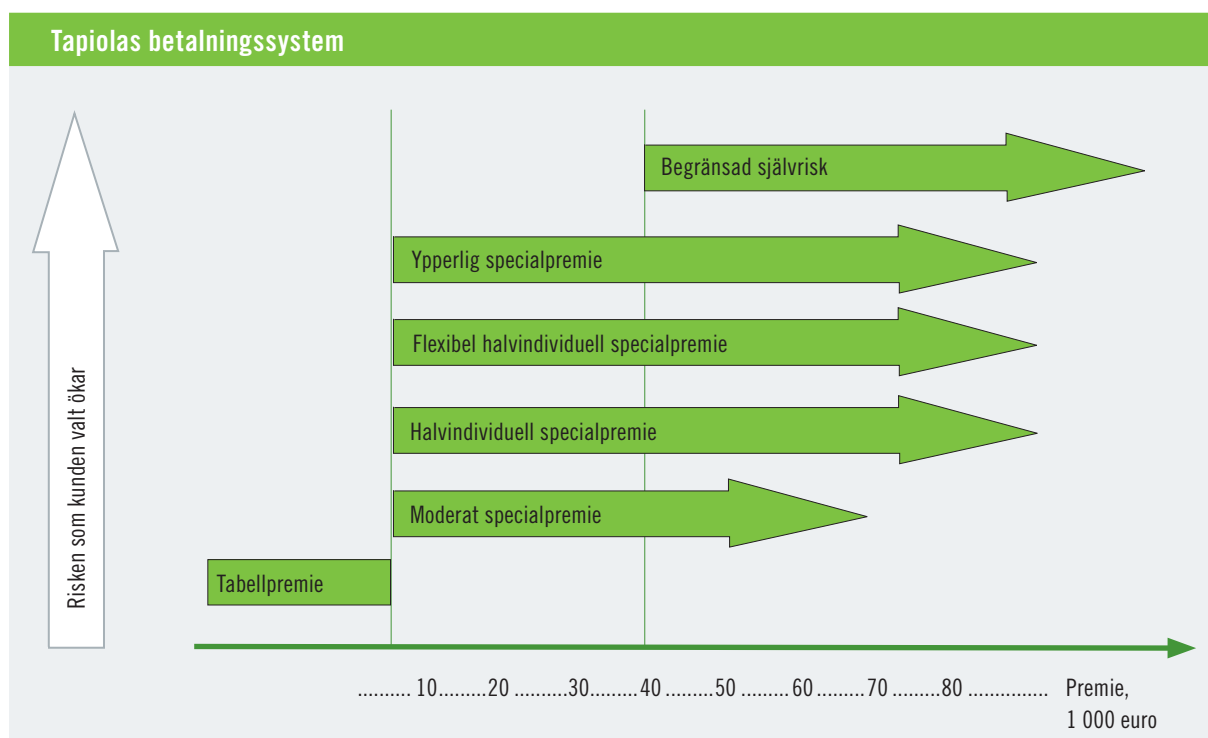 Tapiolas betalningssystem
Begränsad självrisk
Ypperlig specialpremie
Flexibel halvindividuell specialpremie
Halvindividuell specialpremie
Moderat specialpremie
Tabellpremie
Risken som kunden valt ökar
.......... 10.........20 ..........30.........40 .........50 .........60 .........70 .........80 ............... Premie,
1 000 euro